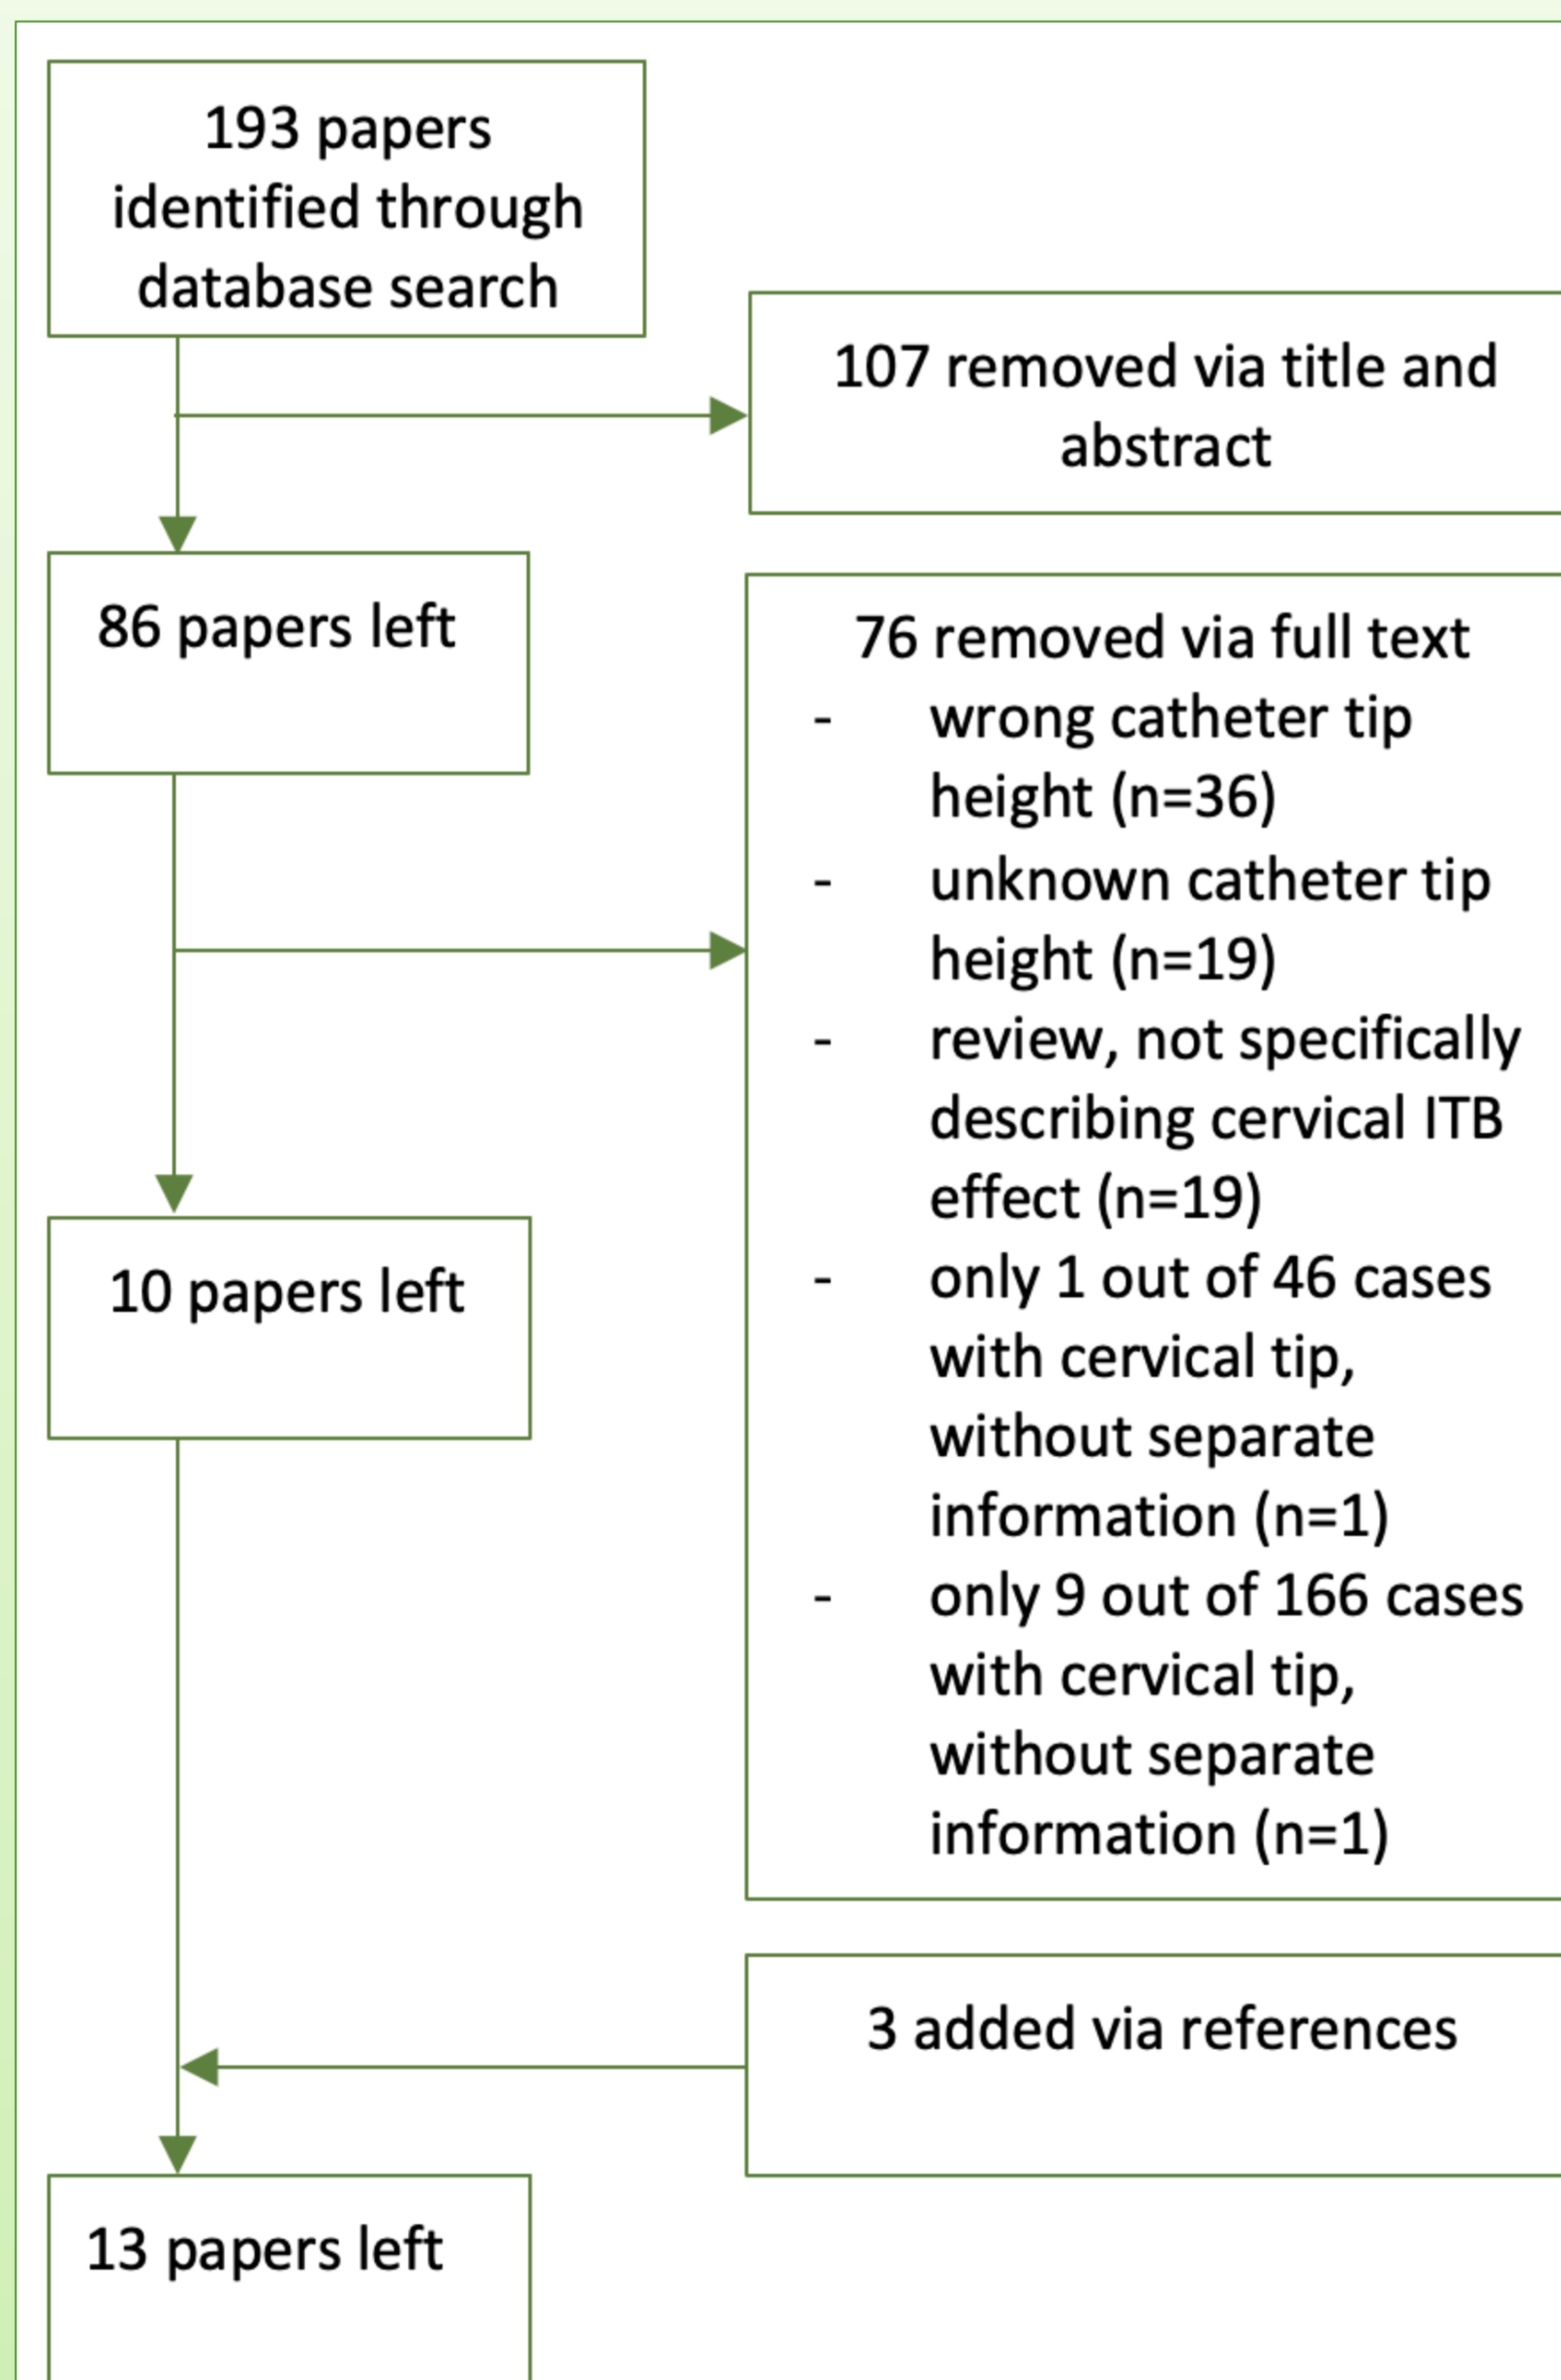 193 papers
identified through
database search
107 removed via title and
abstract
86 papers left
76 removed via full text
- wrong catheter tip
height (n=36)
- unknown catheter tip
height (n=19)
- review, not specifically
describing cervical ITB
effect (n=19)
- only 1 out of 46 cases
with cervical tip,
without separate
information (n=1)
- only 9 out of 166 cases
with cervical tip,
without separate
information (n=1)
10 papers left
3 added via references
13 papers left